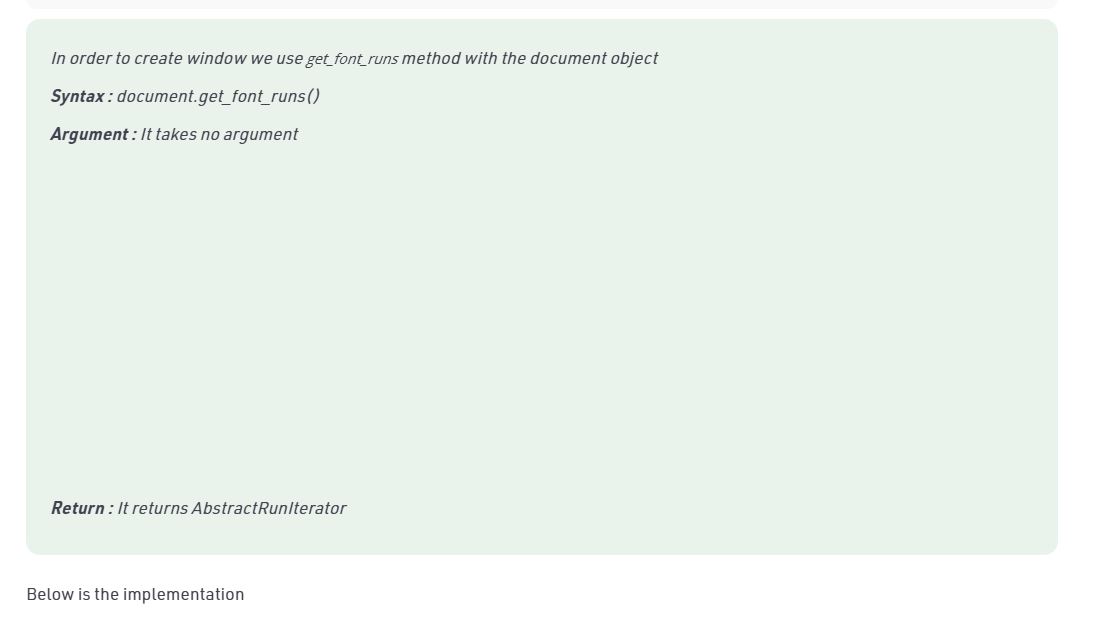 In order to create window we use get_font_runs method with the document object
Syntax : document.get_font_runs()
Argument : It takes no argument
Return : It returns AbstractRunIterator
Below is the implementation